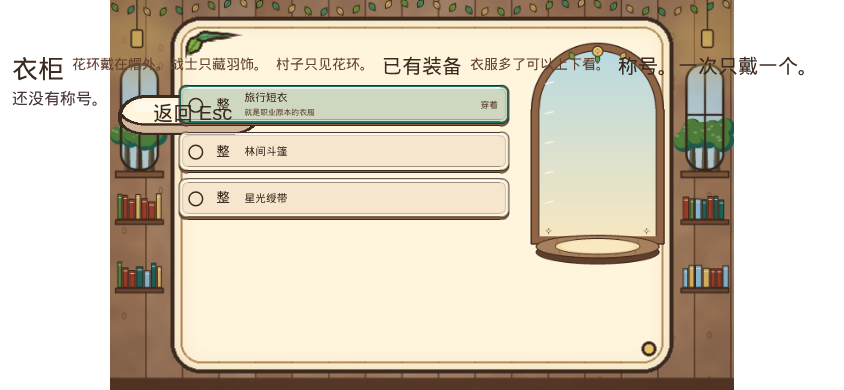 衣柜 花环戴在帽外。战士只藏羽饰。 村子只见花环。 已有装备 衣服多了可以上下看。 称号。一次只戴一个。
还没有称号。
返回 Esc
整 旅行短衣 穿着
就是职业原本的衣服
整 林间斗篷
整 星光绶带